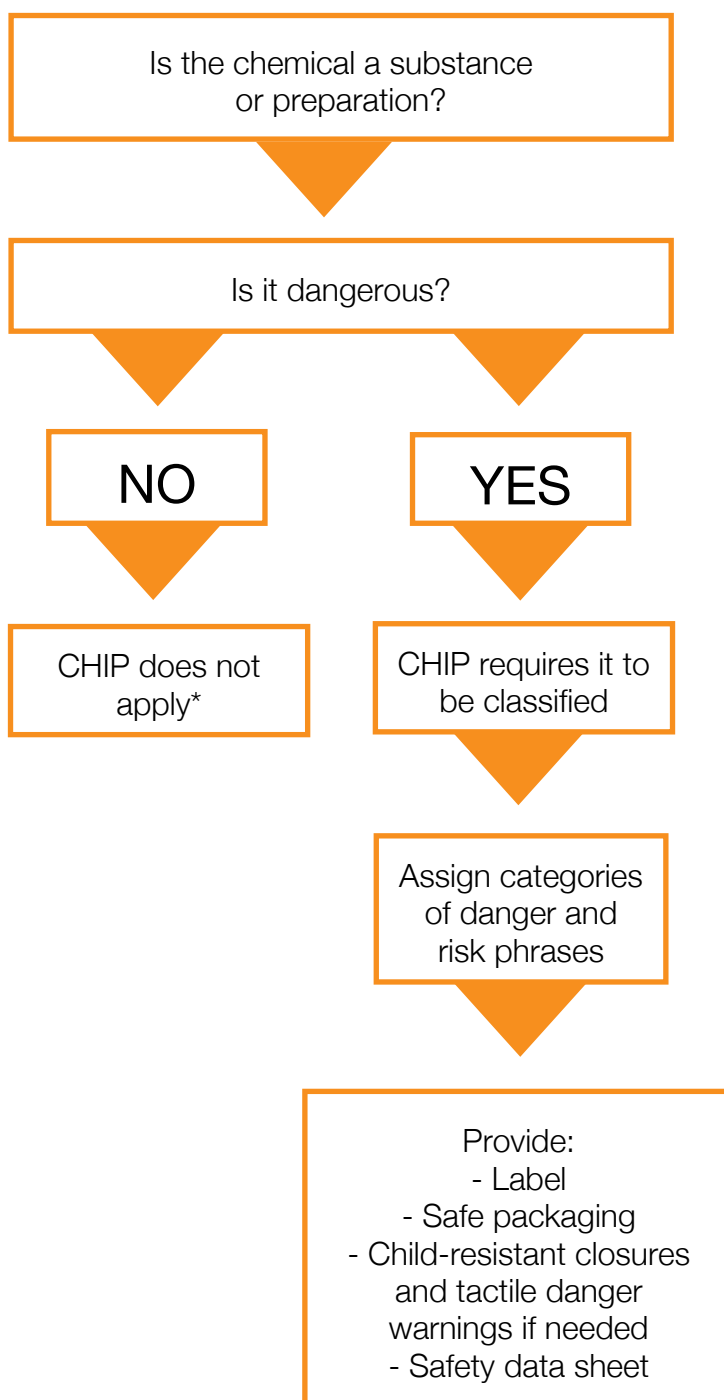 Is the chemical a substance
or preparation?
Is it dangerous?
NO
YES
CHIP does not
apply*
CHIP requires it to
be classified
Assign categories
of danger and
risk phrases
Provide:
- Label
- Safe packaging
- Child-resistant closures
and tactile danger
warnings if needed
- Safety data sheet